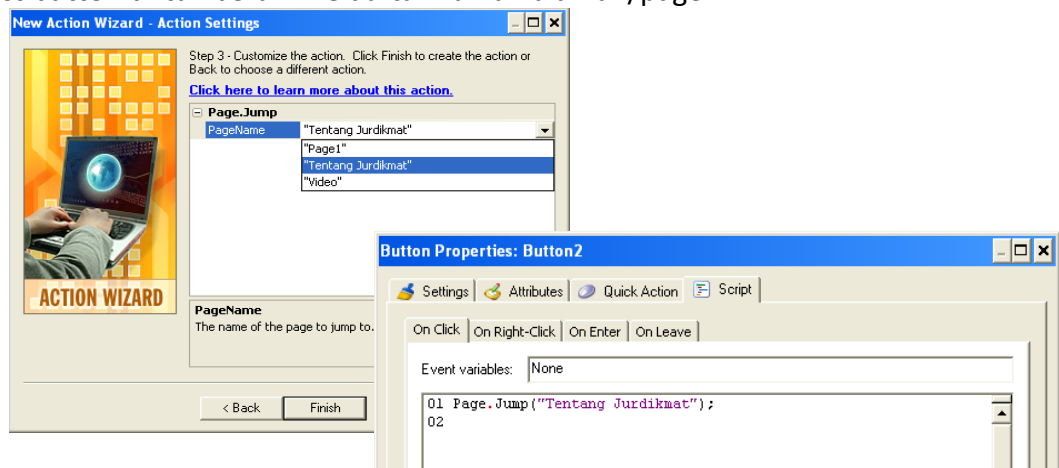 New Action Wizard - Action Settings
Step 3 - Customize the action. Click Finish to create the action or
Back to choose a different action.
Click here to learn more about this action.
Page.Jump
PageName "Tentang Jurdikmat"
"Page1"
"Tentang Jurdikmat"
"Video"
ACTION WIZARD
PageName
The name of the page to jump to.
< Back Finish
Button Properties: Button2
Settings Attributes Quick Action Script
On Click On Right-Click On Enter On Leave
Event variables: None
01 Page.Jump("Tentang Jurdikmat");
02